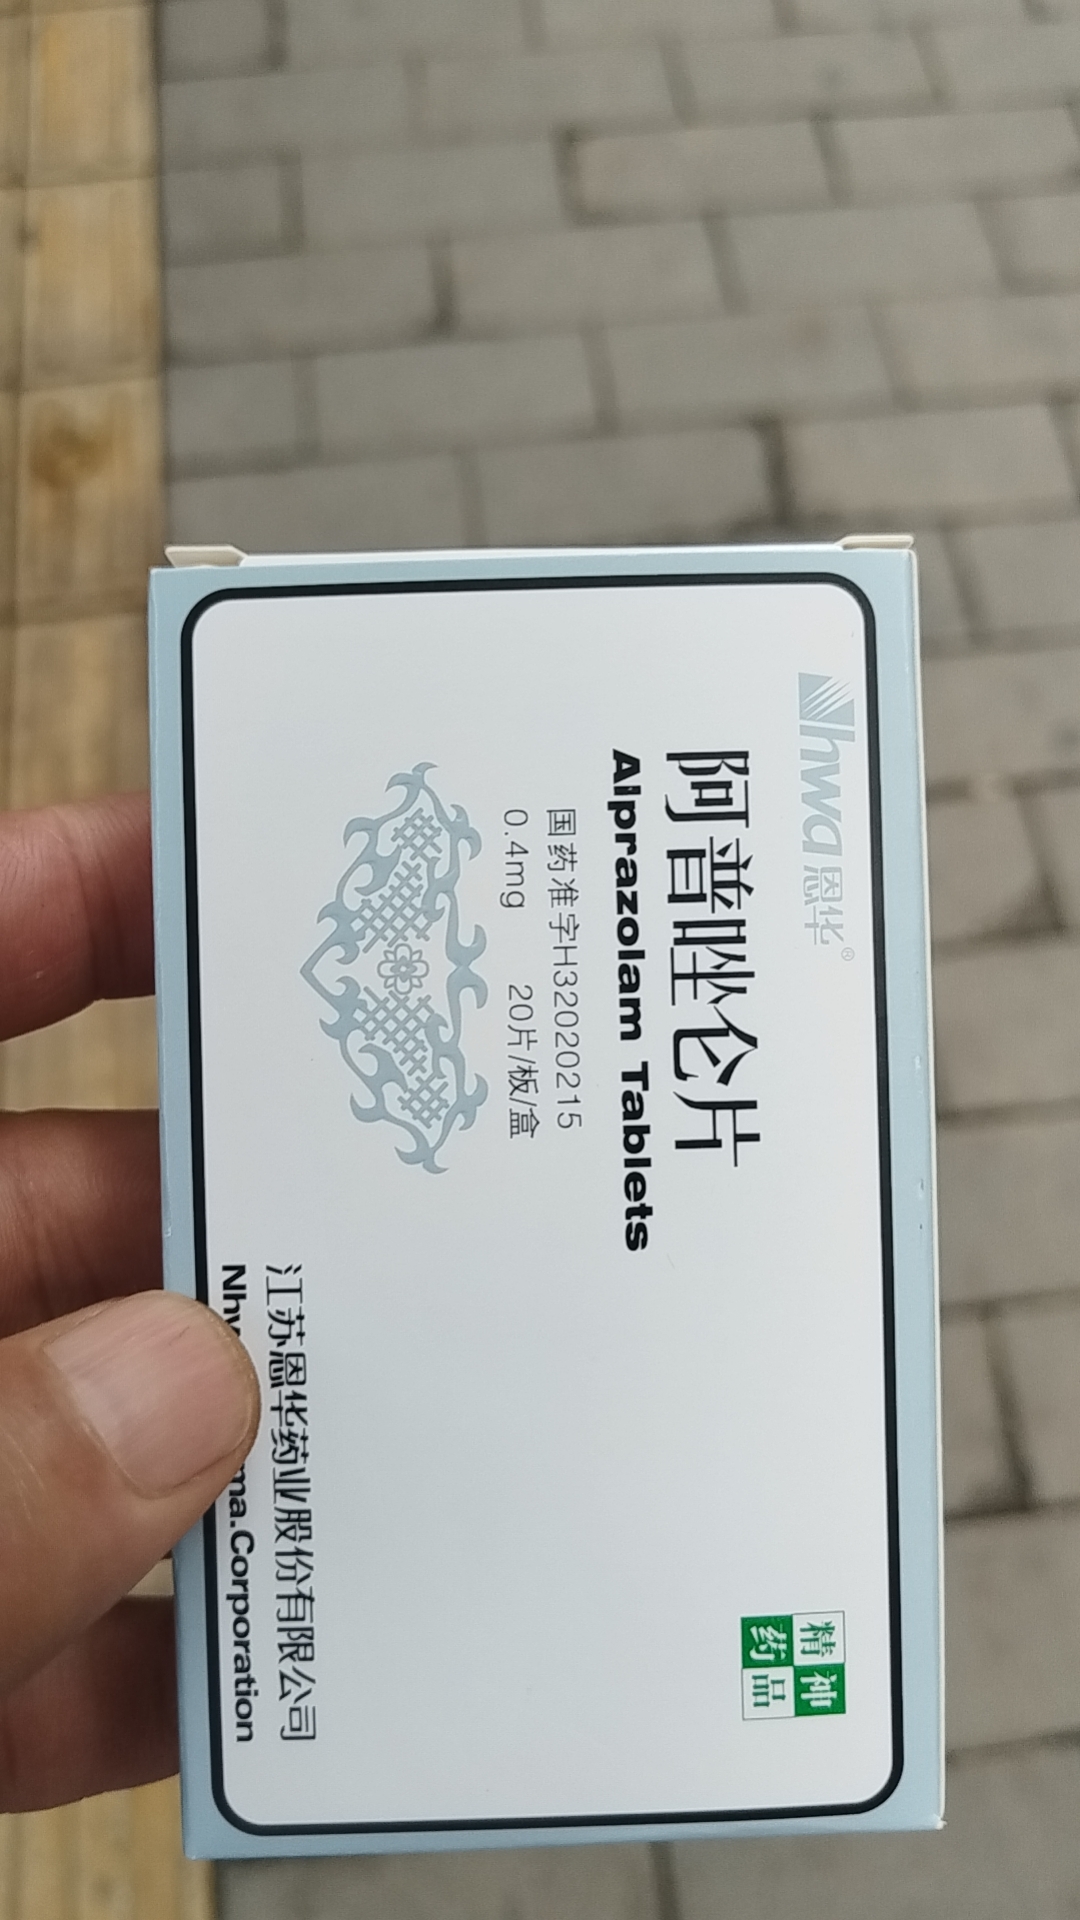 Nhwa 恩华®
精神
药品
阿普唑仑片
Alprazolam Tablets
国药准字H32020215
0.4mg 20片/板/盒
江苏恩华药业股份有限公司
Corporation